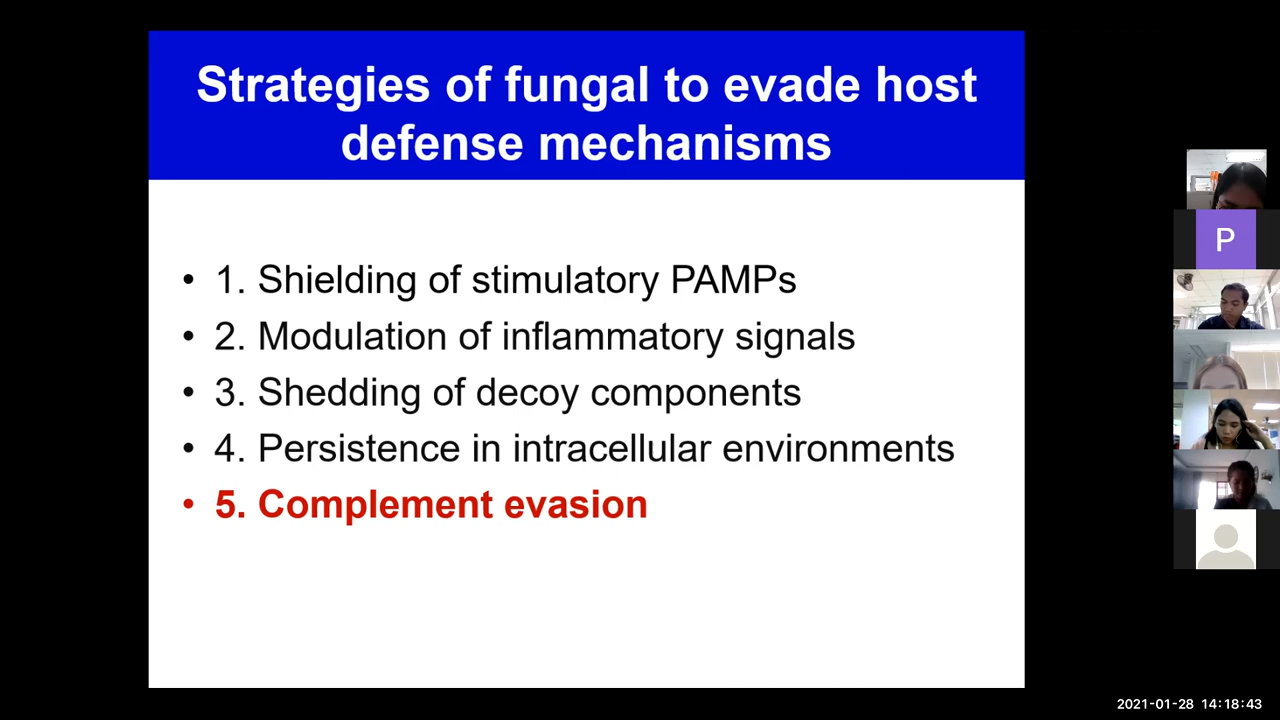 Strategies of fungal to evade host
defense mechanisms
• 1. Shielding of stimulatory PAMPs
• 2. Modulation of inflammatory signals
• 3. Shedding of decoy components
• 4. Persistence in intracellular environments
• 5. Complement evasion
P
2021-01-28 14:18:43